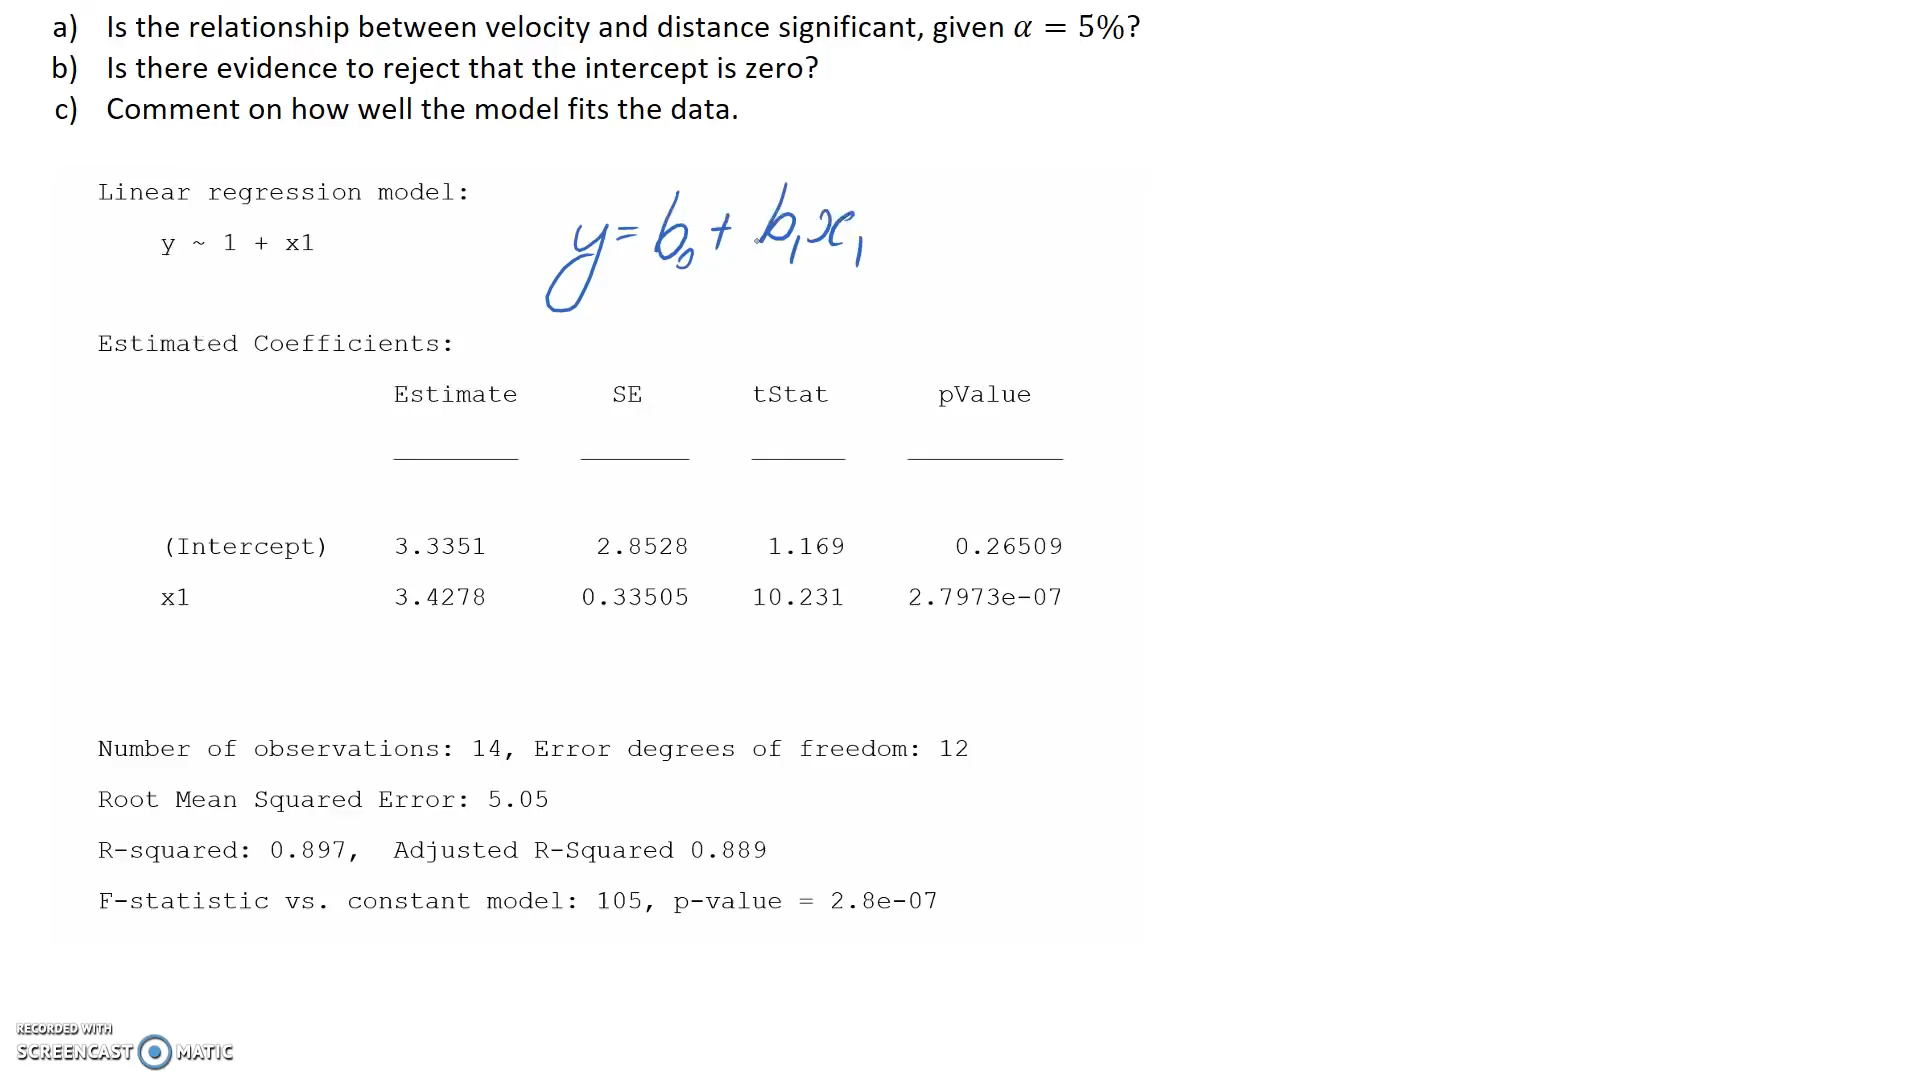 a) Is the relationship between velocity and distance significant, given α = 5%?
b) Is there evidence to reject that the intercept is zero?
c) Comment on how well the model fits the data.
Linear regression model:
y ~ 1 + x1
y = b₀ + b₁x₁
Estimated Coefficients:
Estimate SE tStat pValue
(Intercept) 3.3351 2.8528 1.169 0.26509
x1 3.4278 0.33505 10.231 2.7973e-07
Number of observations: 14, Error degrees of freedom: 12
Root Mean Squared Error: 5.05
R-squared: 0.897, Adjusted R-Squared 0.889
F-statistic vs. constant model: 105, p-value = 2.8e-07
RECORDED WITH
SCREENCAST MATIC